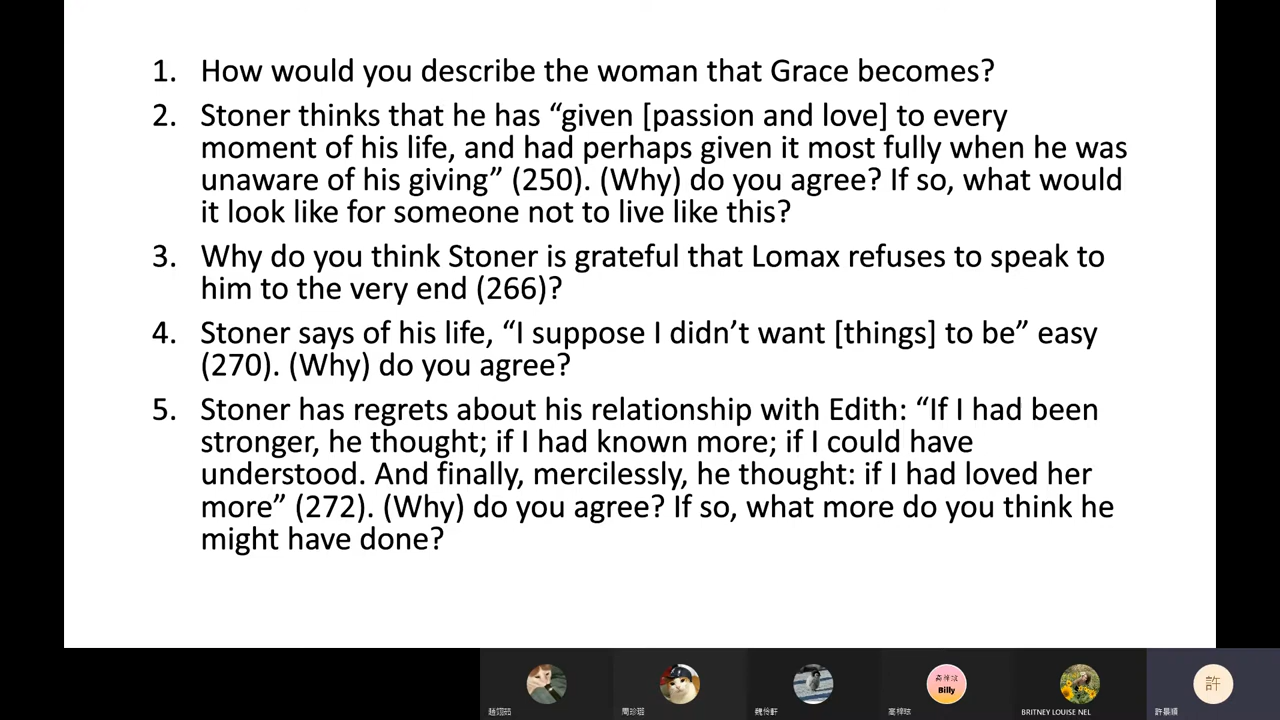 1. How would you describe the woman that Grace becomes?
2. Stoner thinks that he has “given [passion and love] to every
moment of his life, and had perhaps given it most fully when he was
unaware of his giving” (250). (Why) do you agree? If so, what would
it look like for someone not to live like this?
3. Why do you think Stoner is grateful that Lomax refuses to speak to
him to the very end (266)?
4. Stoner says of his life, “I suppose I didn’t want [things] to be” easy
(270). (Why) do you agree?
5. Stoner has regrets about his relationship with Edith: “If I had been
stronger, he thought; if I had known more; if I could have
understood. And finally, mercilessly, he thought: if I had loved her
more” (272). (Why) do you agree? If so, what more do you think he
might have done?
Billy
BRITNEY LOUISE NEL
許